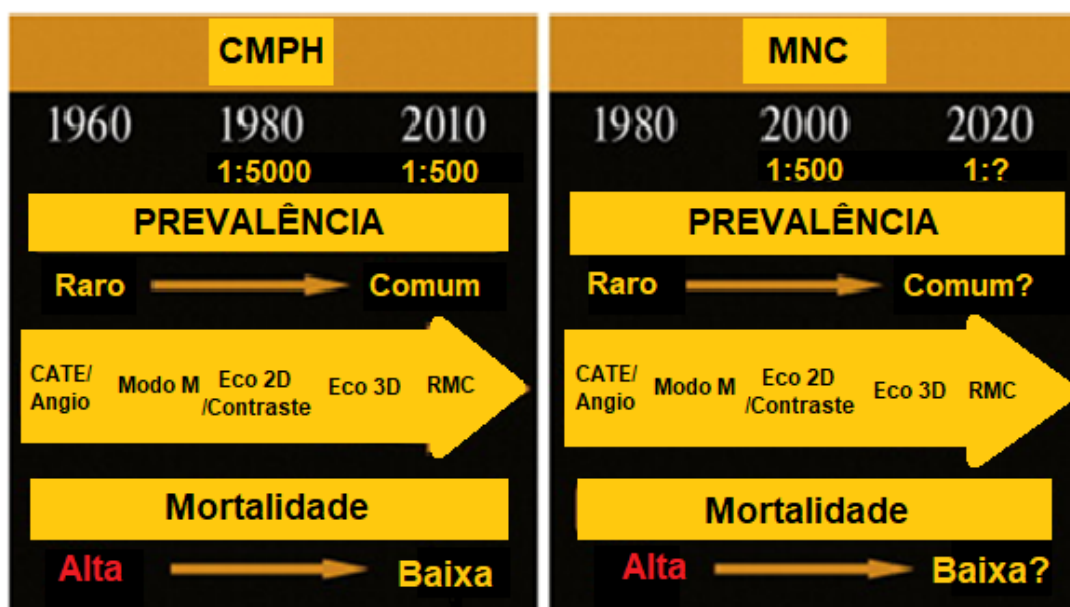 CMPH
1960 1980 2010
1:5000 1:500
PREVALÊNCIA
Raro Comum
CATE/
Angio
Modo M
Eco 2D
/Contraste
Eco 3D
RMC
Mortalidade
Alta Baixa
MNC
1980 2000 2020
1:500 1:?
PREVALÊNCIA
Raro Comum?
CATE/
Angio
Modo M
Eco 2D
/Contraste
Eco 3D
RMC
Mortalidade
Alta Baixa?